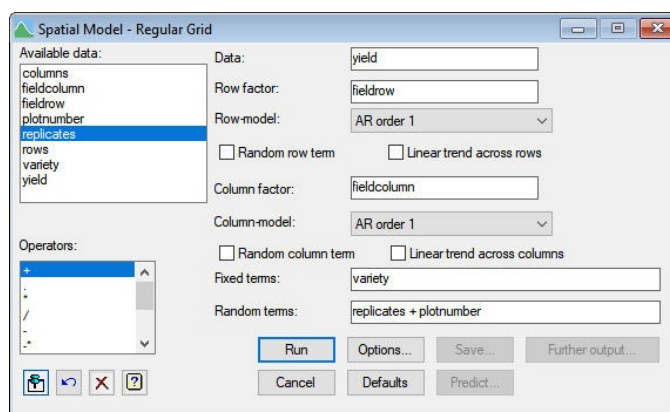 Spatial Model - Regular Grid
Available data:
columns
fieldcolumn
fieldrow
plotnumber
replicates
rows
variety
yield
Operators:
+
.
*
/
-
-*
Data:
yield
Row factor:
fieldrow
Row-model:
AR order 1
Random row term
Linear trend across rows
Column factor:
fieldcolumn
Column-model:
AR order 1
Random column term
Linear trend across columns
Fixed terms:
variety
Random terms:
replicates + plotnumber
Run
Options...
Save...
Further output...
Cancel
Defaults
Predict...